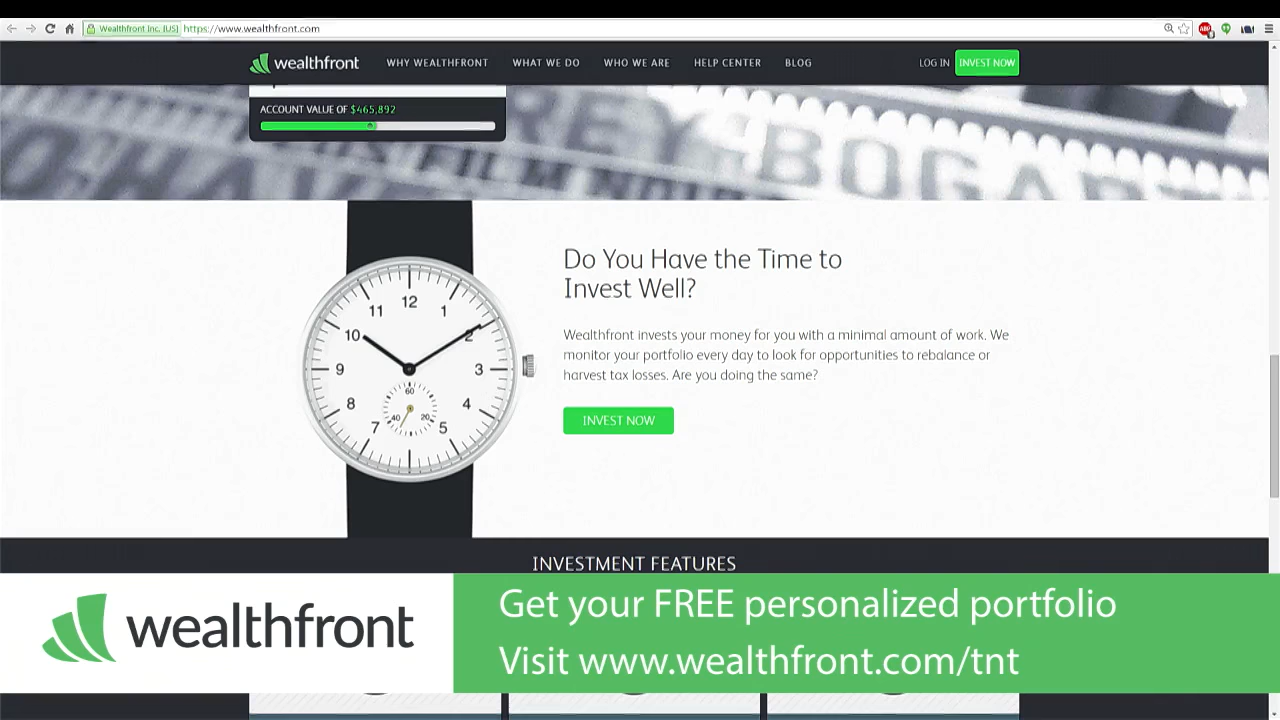 Wealthfront Inc. [US] https://www.wealthfront.com
wealthfront WHY WEALTHFRONT WHAT WE DO WHO WE ARE HELP CENTER BLOG LOG IN INVEST NOW
ACCOUNT VALUE OF $465,892
BOGART
12
11 1
10 2
9 3
8 4
7 5
60
40 20
Do You Have the Time to
Invest Well?
Wealthfront invests your money for you with a minimal amount of work. We
monitor your portfolio every day to look for opportunities to rebalance or
harvest tax losses. Are you doing the same?
INVEST NOW
INVESTMENT FEATURES
wealthfront
Get your FREE personalized portfolio
Visit www.wealthfront.com/tnt